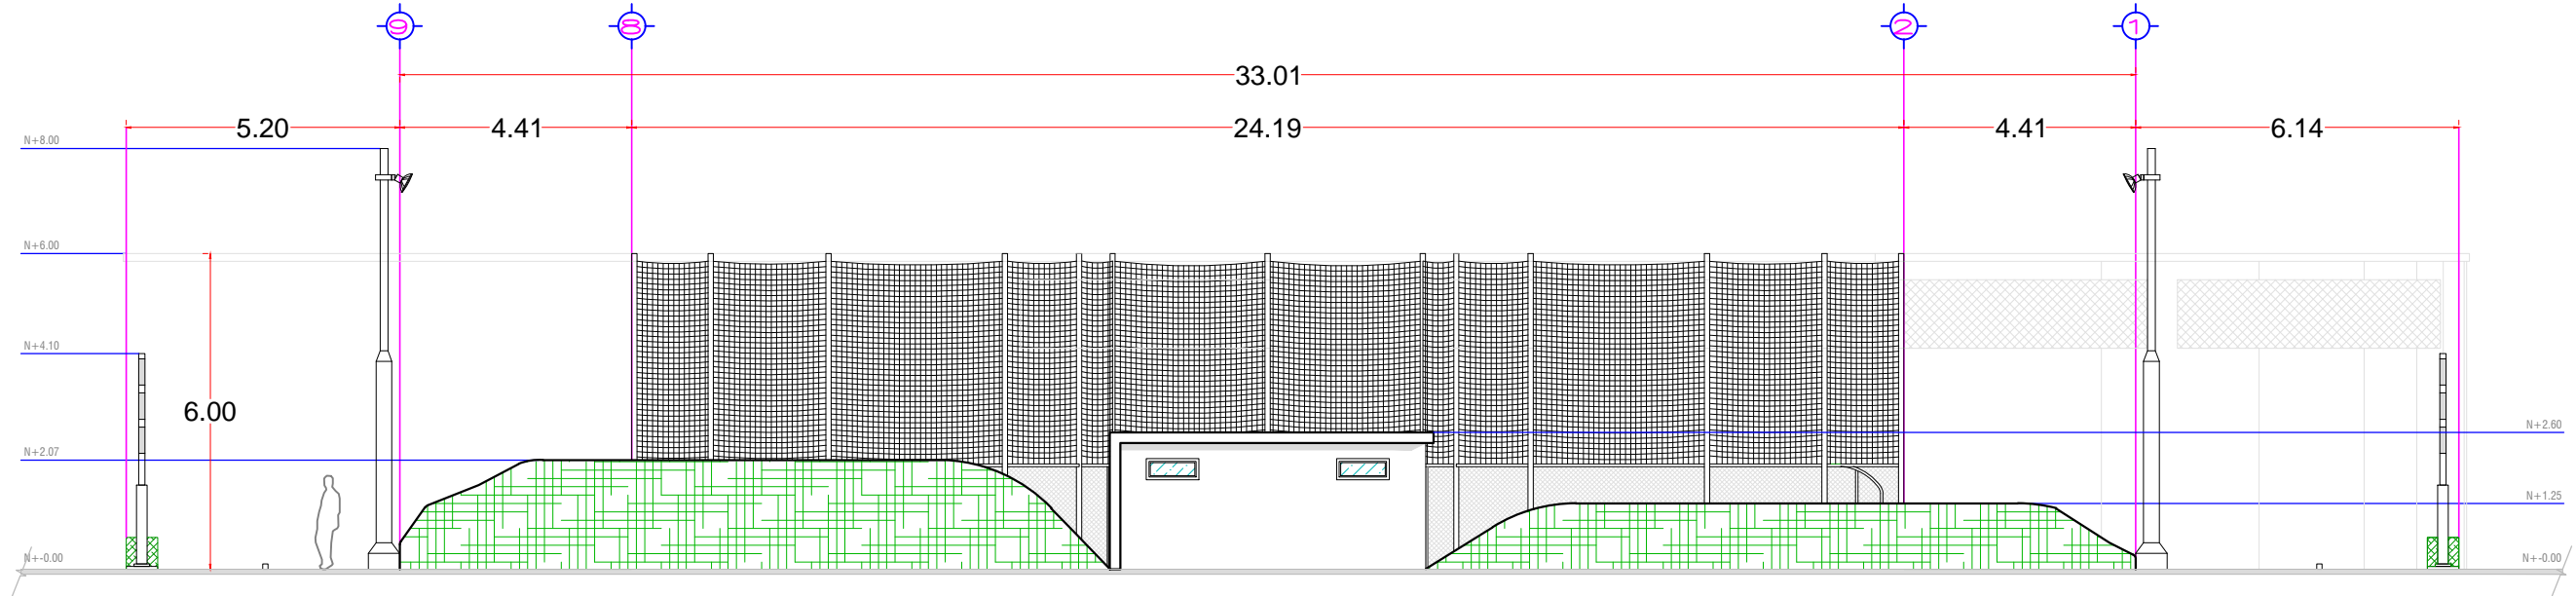 9 8 2 1
33.01
5.20 4.41 24.19 4.41 6.14
N+8.00
N+6.00
N+4.10
6.00
N+2.60
N+2.07
N+1.25
N+-0.00 N+-0.00